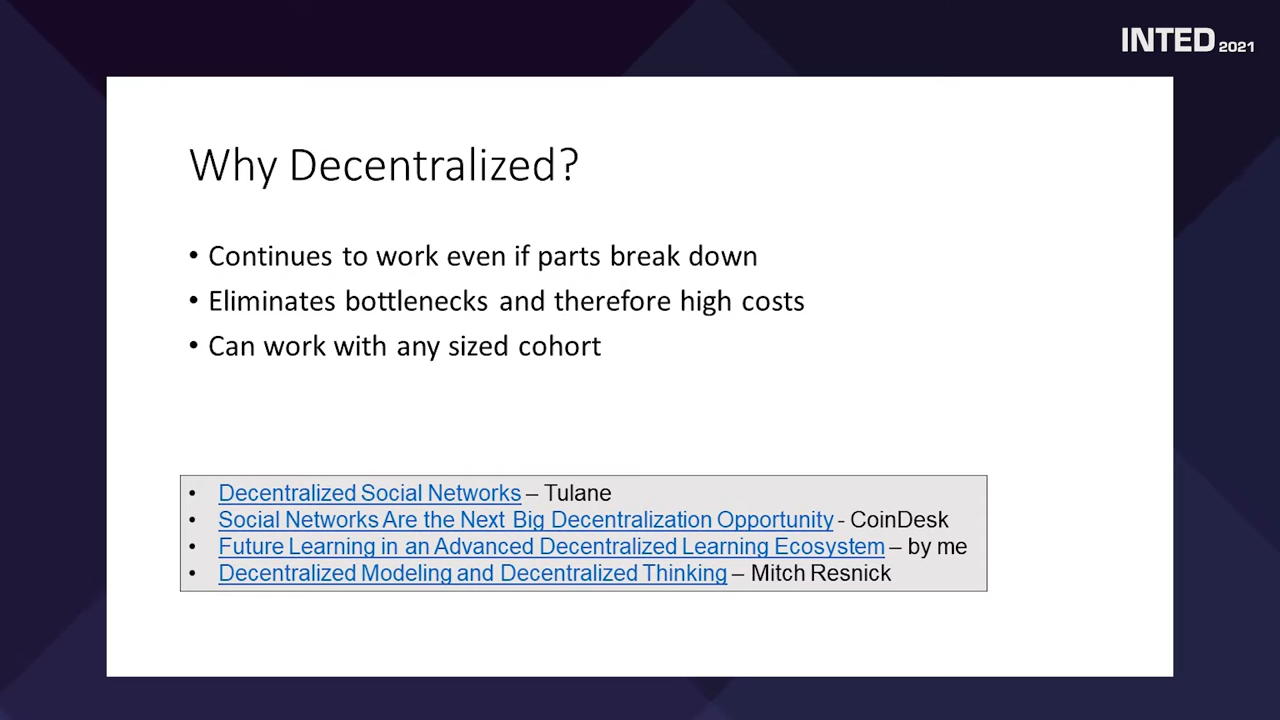 INTED 2021
Why Decentralized?
• Continues to work even if parts break down
• Eliminates bottlenecks and therefore high costs
• Can work with any sized cohort
• Decentralized Social Networks – Tulane
• Social Networks Are the Next Big Decentralization Opportunity - CoinDesk
• Future Learning in an Advanced Decentralized Learning Ecosystem – by me
• Decentralized Modeling and Decentralized Thinking – Mitch Resnick